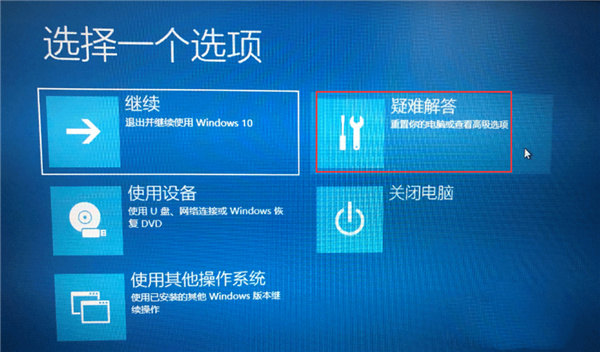 选择一个选项
继续
退出并继续使用 Windows 10
疑难解答
重置你的电脑或查看高级选项
使用设备
使用 U 盘、网络连接或 Windows 恢
复 DVD
关闭电脑
使用其他操作系统
使用已安装的其他 Windows 版本继
续操作